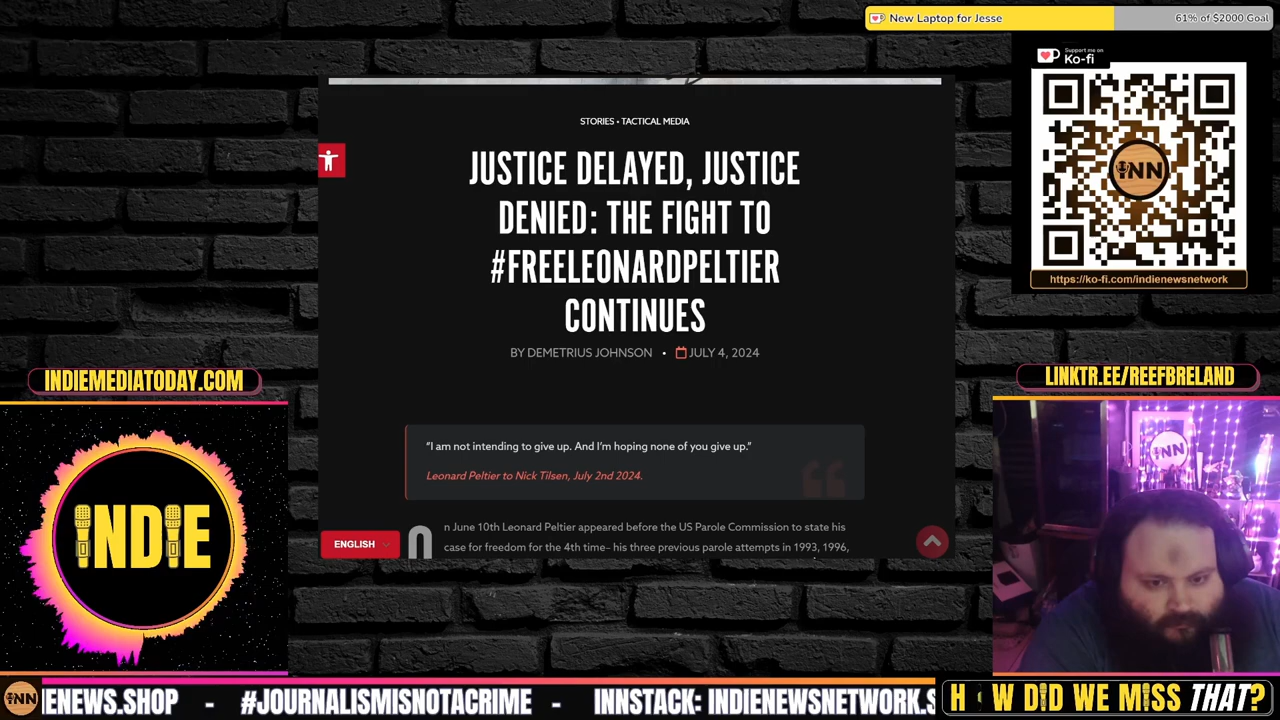 New Laptop for Jesse
61% of $2000 Goal
Support me on
Ko-fi
INN
https://ko-fi.com/indienewsnetwork
STORIES • TACTICAL MEDIA
JUSTICE DELAYED, JUSTICE
DENIED: THE FIGHT TO
#FREELEONARDPELTIER
CONTINUES
BY DEMETRIUS JOHNSON • JULY 4, 2024
“I am not intending to give up. And I’m hoping none of you give up.”
Leonard Peltier to Nick Tilsen, July 2nd 2024.
n June 10th Leonard Peltier appeared before the US Parole Commission to state his
case for freedom for the 4th time– his three previous parole attempts in 1993, 1996,
ENGLISH
INDIEMEDIATODAY.COM
INDIE
LINKTR.EE/REEFBRELAND
INN
INN
IENEWS.SHOP - #JOURNALISMISNOTACRIME - INNSTACK: INDIENEWSNETWORK.S
H W DID WE MISS THAT?